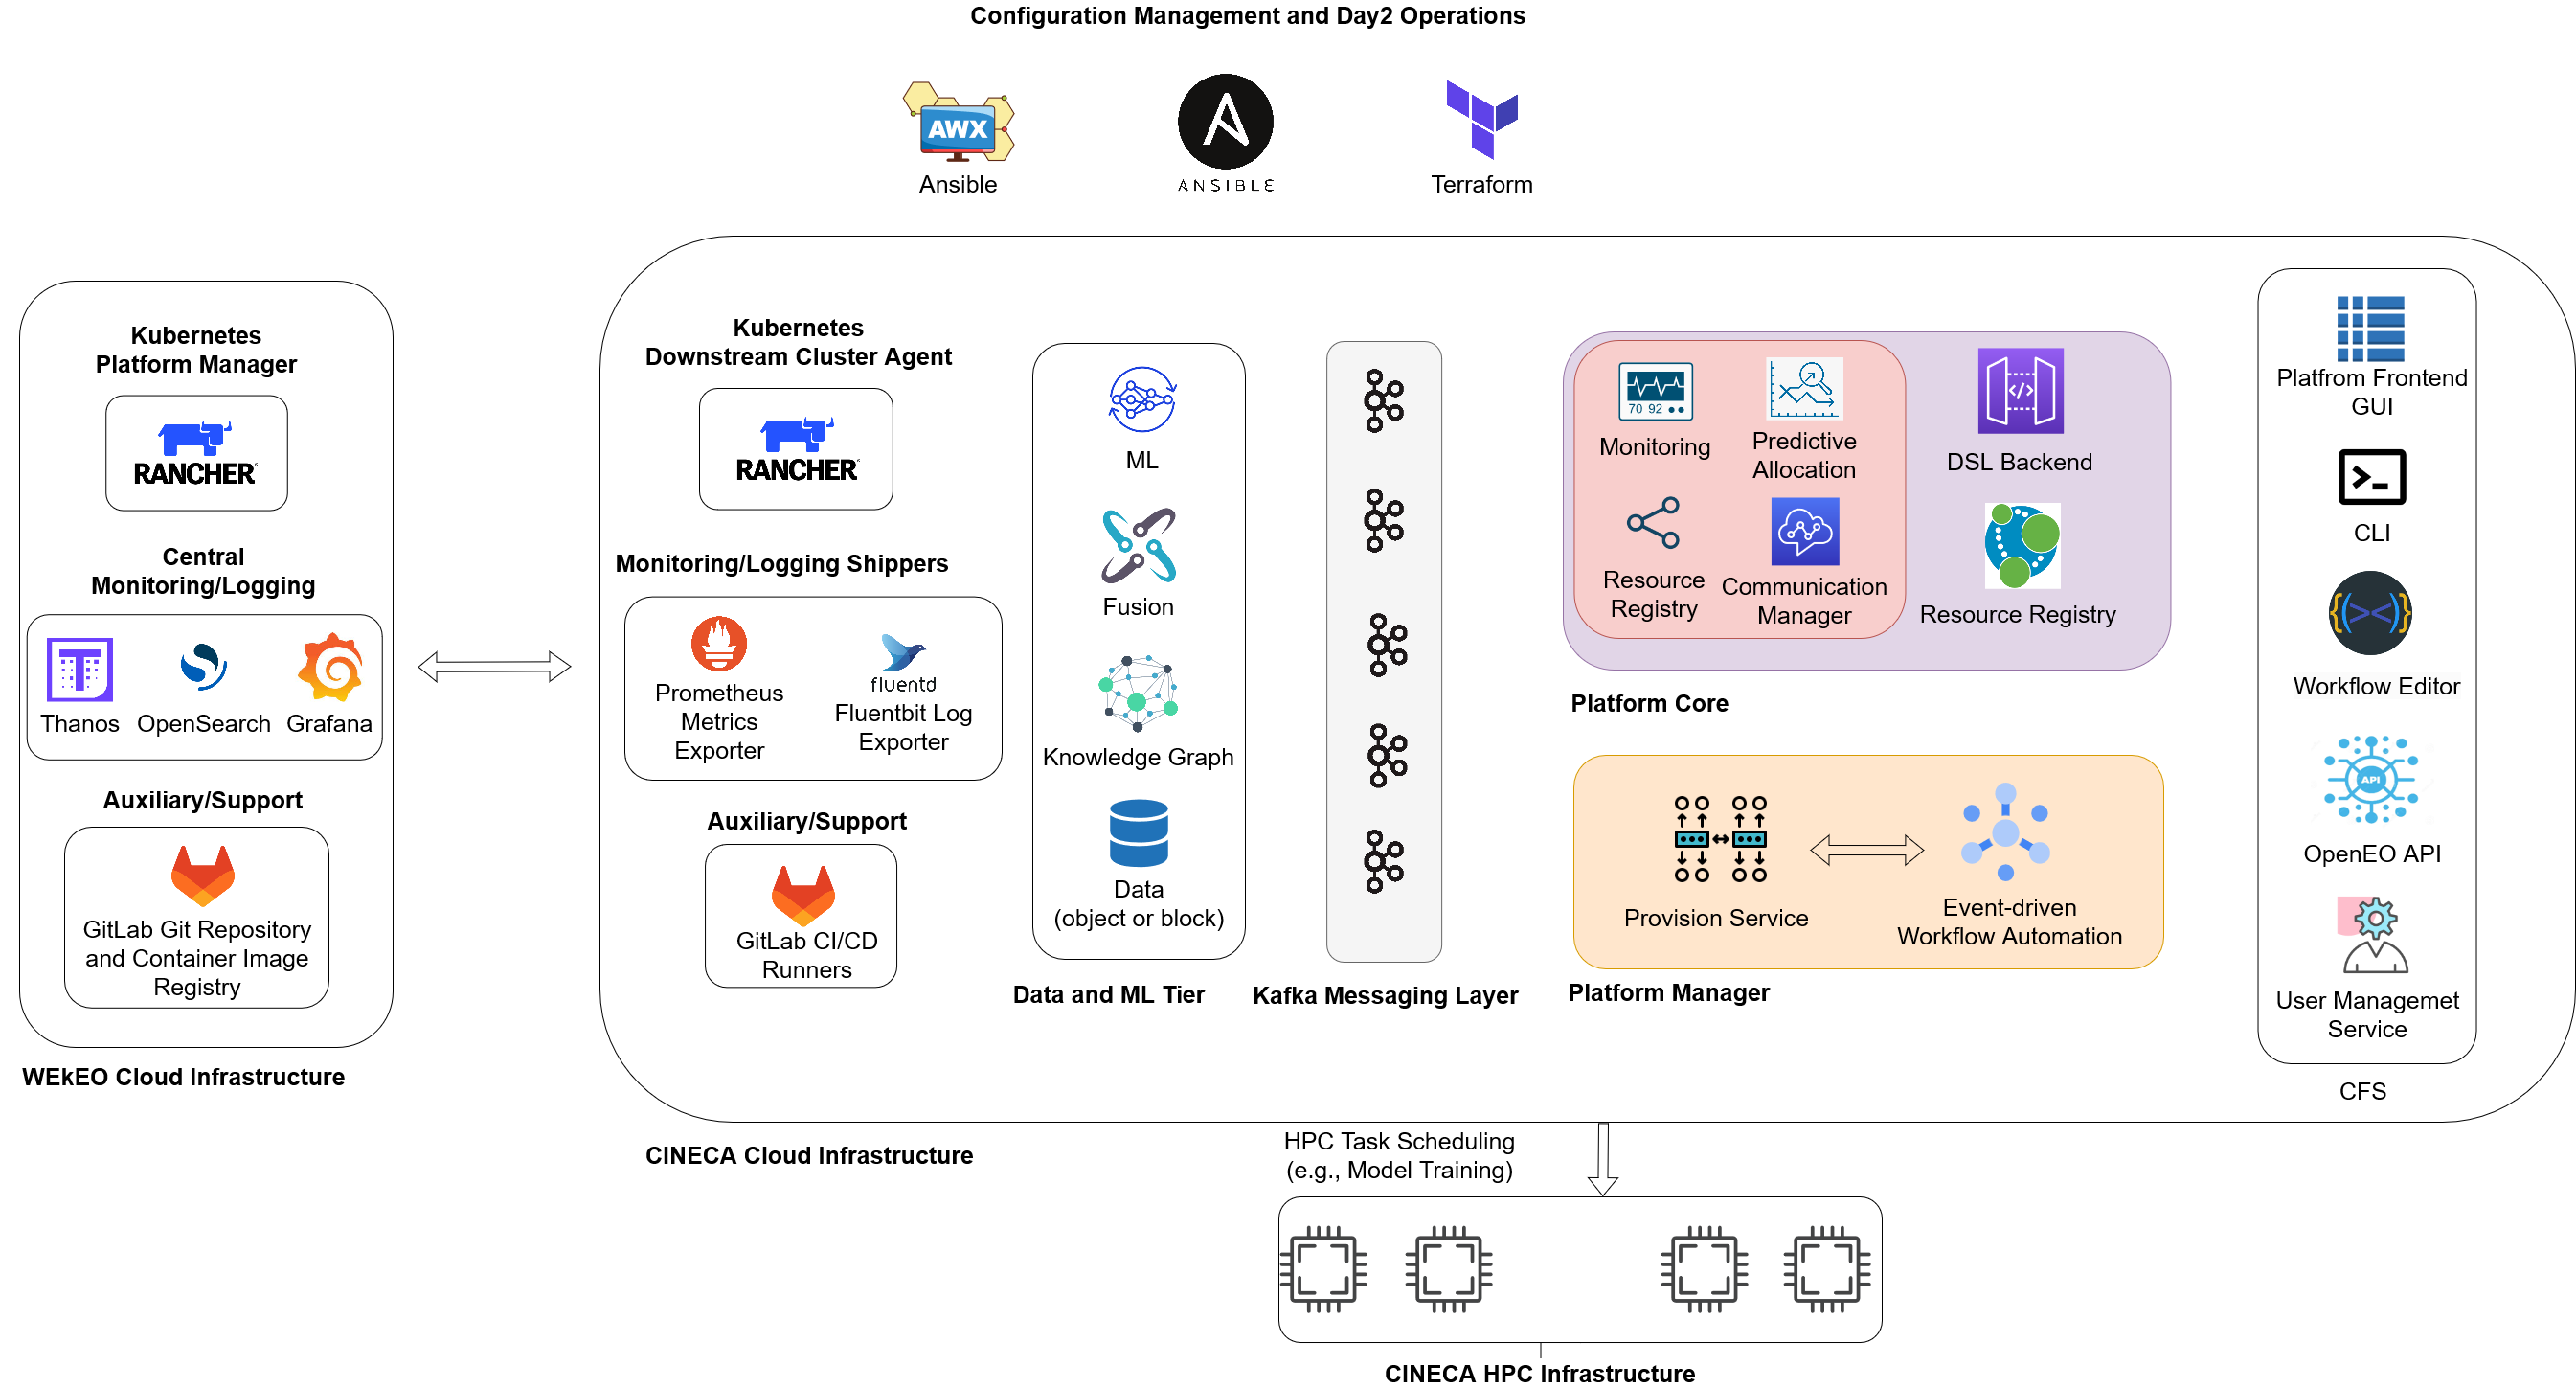 Configuration Management and Day2 Operations
AWX
Ansible
ANSIBLE
Terraform
Kubernetes
Platform Manager
RANCHER
Central
Monitoring/Logging
Thanos
OpenSearch
Grafana
Auxiliary/Support
GitLab Git Repository
and Container Image
Registry
WEkEO Cloud Infrastructure
Kubernetes
Downstream Cluster Agent
RANCHER
Monitoring/Logging Shippers
Prometheus
Metrics
Exporter
fluentd
Fluentbit Log
Exporter
Auxiliary/Support
GitLab CI/CD
Runners
ML
Fusion
Knowledge Graph
Data
(object or block)
Data and ML Tier
Kafka Messaging Layer
70 92
Monitoring
Predictive
Allocation
Resource
Registry
Communication
Manager
</>
DSL Backend
Resource Registry
Platform Core
Provision Service
Event-driven
Workflow Automation
Platform Manager
Platfrom Frontend
GUI
>_
CLI
{(><)}
Workflow Editor
API
OpenEO API
User Managemet
Service
CFS
CINECA Cloud Infrastructure
HPC Task Scheduling
(e.g., Model Training)
CINECA HPC Infrastructure